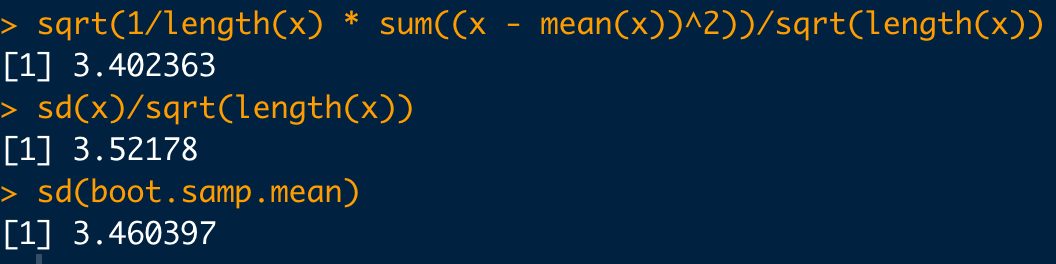 > sqrt(1/length(x) * sum((x - mean(x))^2))/sqrt(length(x))
[1] 3.402363
> sd(x)/sqrt(length(x))
[1] 3.52178
> sd(boot.samp.mean)
[1] 3.460397